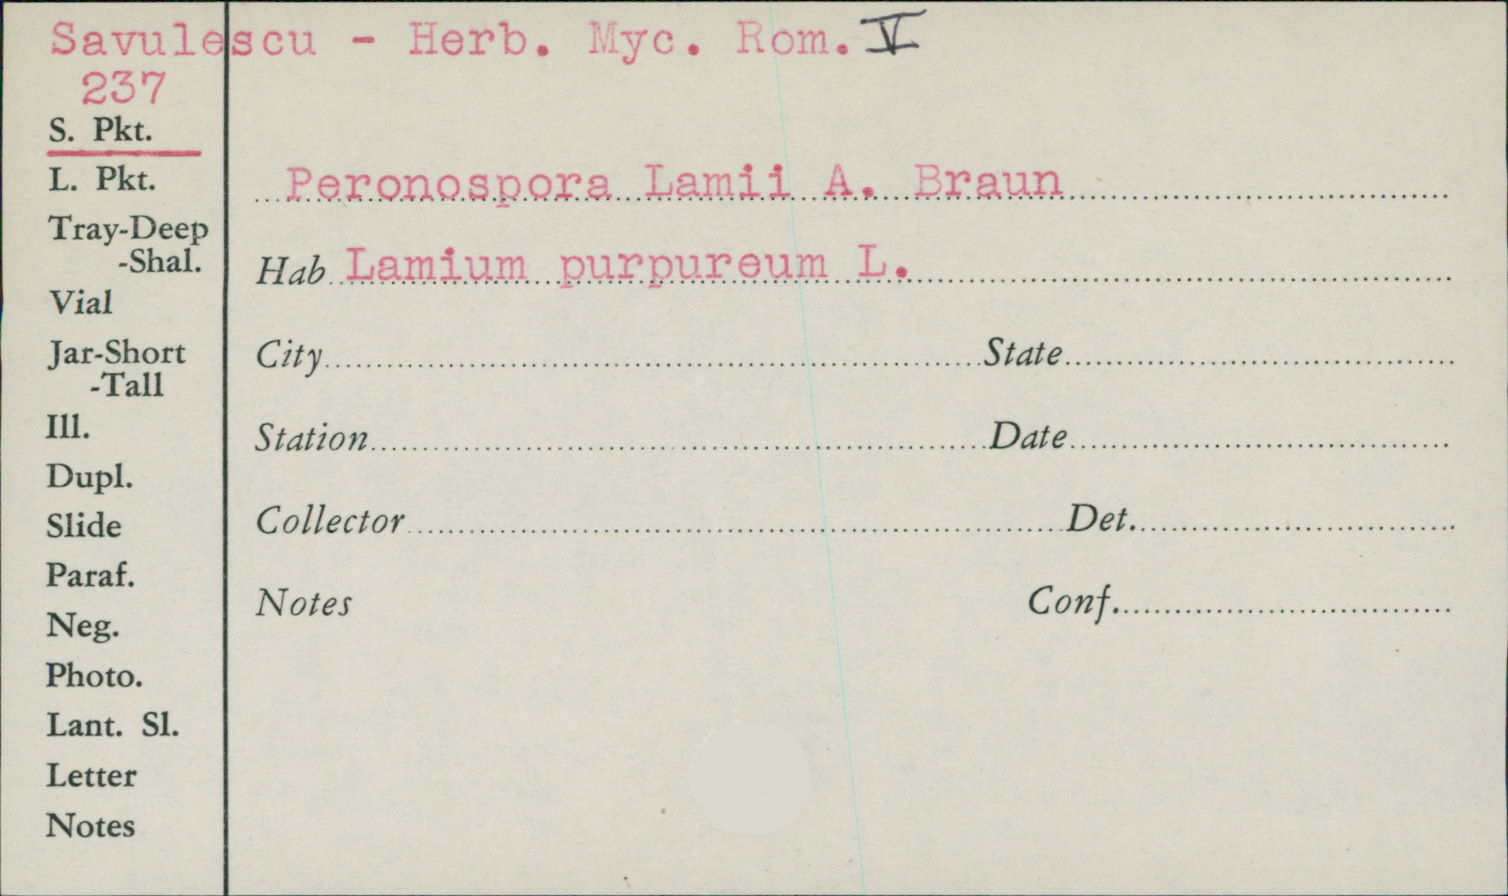 Savulescu - Herb. Myc. Rom. V
237
S. Pkt.
L. Pkt.
Tray-Deep
-Shal.
Vial
Jar-Short
-Tall
Ill.
Dupl.
Slide
Paraf.
Neg.
Photo.
Lant. Sl.
Letter
Notes
Peronospora Lamii A. Braun
Hab Lamium purpureum L.
City State
Station Date
Collector Det.
Notes Conf.